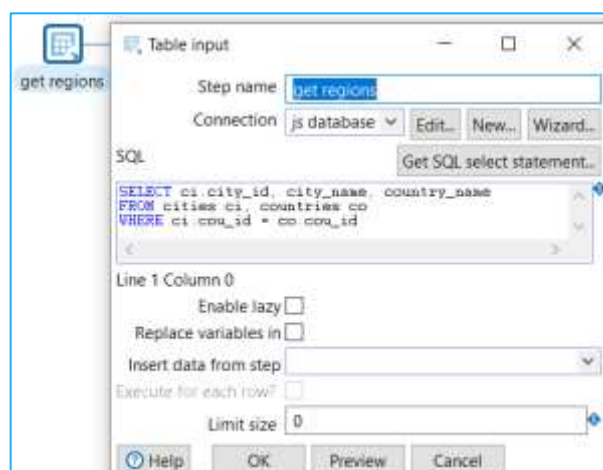 Table input
get regions
Step name get regions
Connection js database Edit... New... Wizard...
SQL Get SQL select statement...
SELECT ci.city_id, city_name, country_name
FROM cities ci, countries co
WHERE ci.cou_id = co.cou_id
Line 1 Column 0
Enable lazy
Replace variables in
Insert data from step
Execute for each row?
Limit size 0
Help OK Preview Cancel